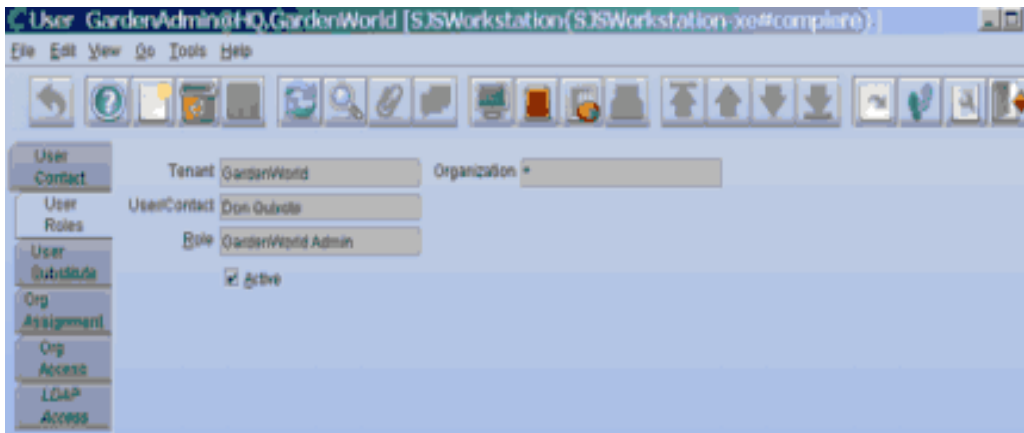 User GardenAdmin@HQ.GardenWorld [SJSWorkstation{SJSWorkstation-xe#compiere}]
File Edit View Go Tools Help
User Contact
Tenant GardenWorld Organization *
User Roles
User/Contact Don Quixote
Role GardenWorld Admin
User Substitute
Active
Org Assignment
Org Access
LDAP Access